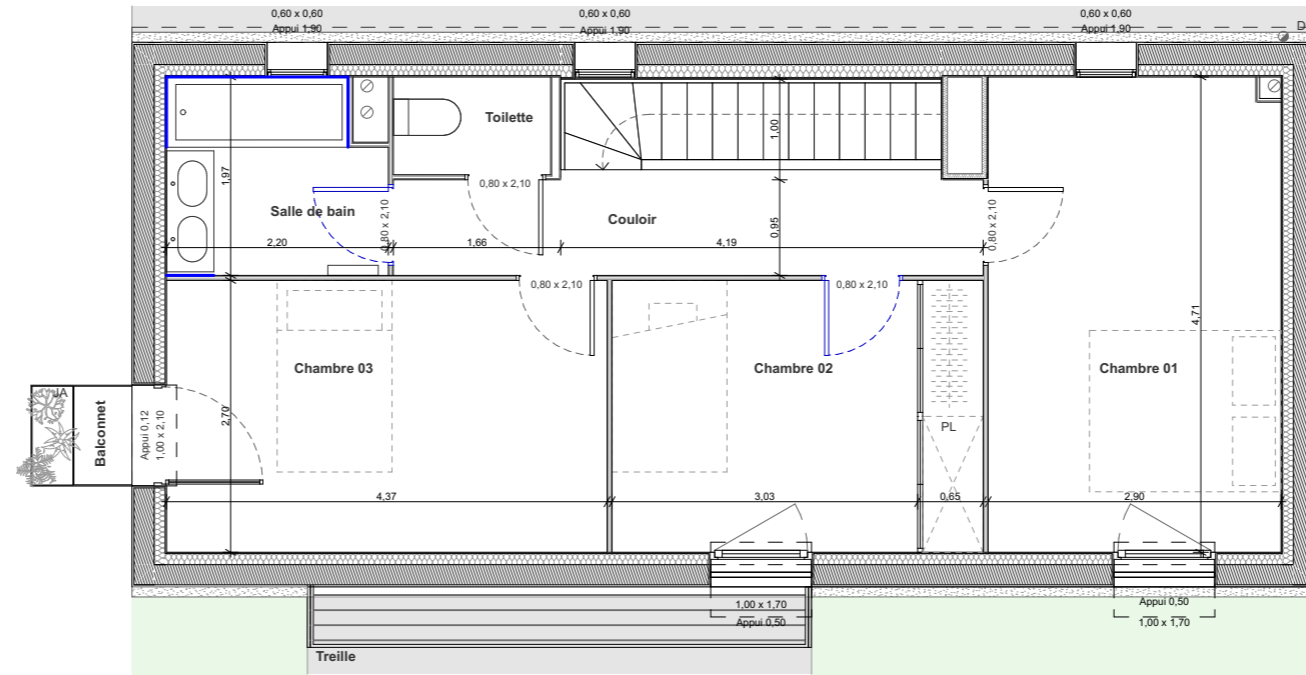 0,60 x 0,60
Appui 1,90
0,60 x 0,60
Appui 1,90
0,60 x 0,60
Appui 1,90
D
Toilette
1,00
1,97
0,80 x 2,10
Salle de bain
0,80 x 2,10
Couloir
0,95
0,80 x 2,10
2,20
1,66
4,19
0,80 x 2,10
0,80 x 2,10
4,71
Chambre 03
Chambre 02
Chambre 01
JA
Balconnet
Appui 0,12
1,00 x 2,10
2,70
PL
4,37
3,03
0,65
2,90
1,00 x 1,70
Appui 0,50
Appui 0,50
1,00 x 1,70
Treille